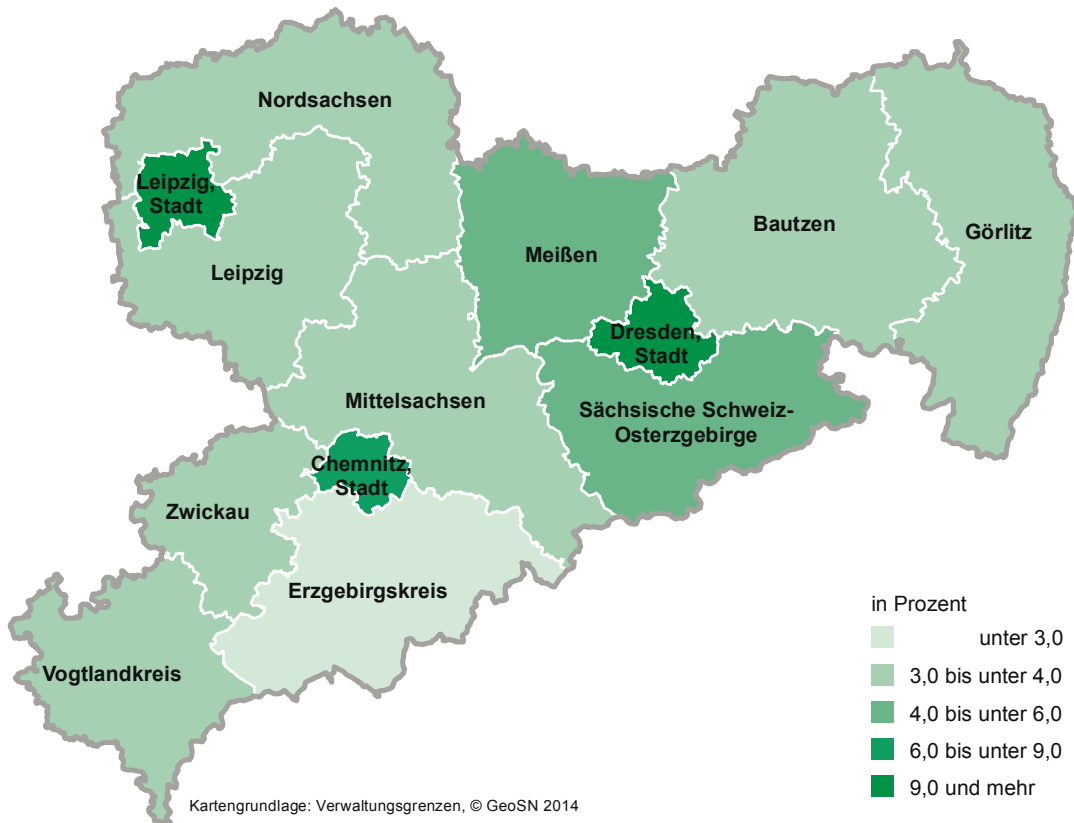 Nordsachsen
Leipzig,
Stadt
Leipzig
Meißen
Bautzen
Görlitz
Dresden,
Stadt
Mittelsachsen
Sächsische Schweiz-
Osterzgebirge
Chemnitz,
Stadt
Zwickau
Erzgebirgskreis
Vogtlandkreis
in Prozent
unter 3,0
3,0 bis unter 4,0
4,0 bis unter 6,0
6,0 bis unter 9,0
9,0 und mehr
Kartengrundlage: Verwaltungsgrenzen, © GeoSN 2014